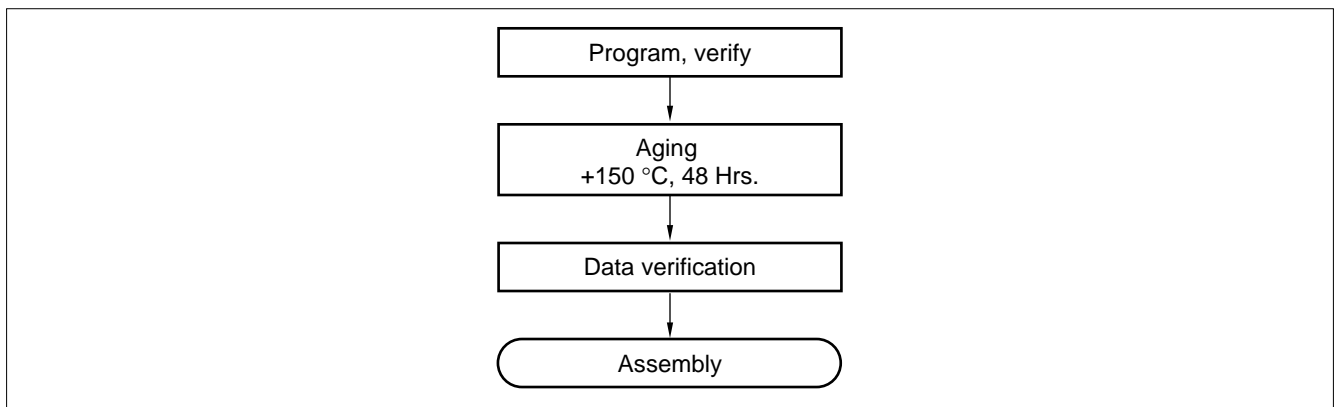 Program, verify
Aging
+150 °C, 48 Hrs.
Data verification
Assembly